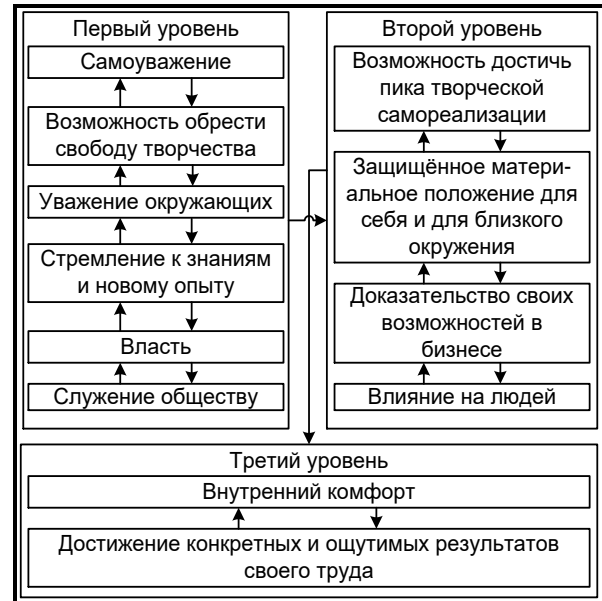 Первый уровень
Самоуважение
Возможность обрести
свободу творчества
Уважение окружающих
Стремление к знаниям
и новому опыту
Власть
Служение обществу
Второй уровень
Возможность достичь
пика творческой
самореализации
Защищённое матери-
альное положение для
себя и для близкого
окружения
Доказательство своих
возможностей в
бизнесе
Влияние на людей
Третий уровень
Внутренний комфорт
Достижение конкретных и ощутимых результатов
своего труда